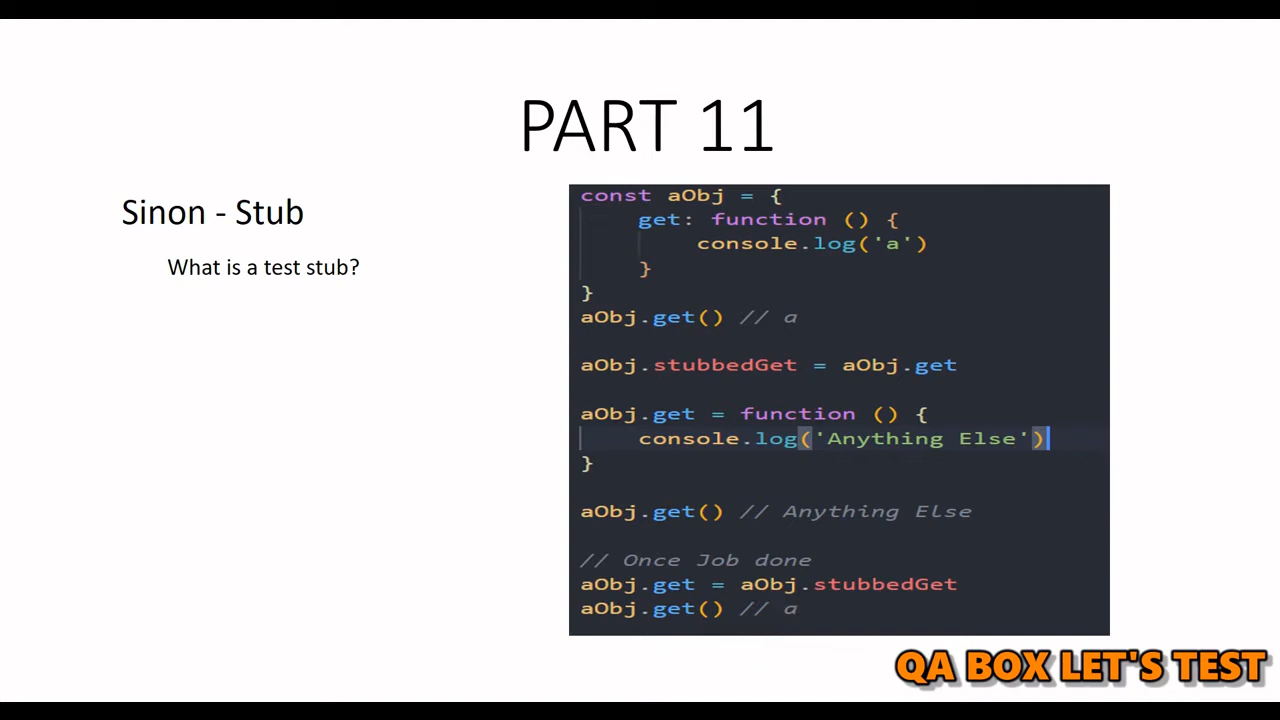 PART 11
Sinon - Stub
What is a test stub?
const aObj = {
    get: function () {
        console.log('a')
    }
}
aObj.get() // a
aObj.stubbedGet = aObj.get
aObj.get = function () {
    console.log('Anything Else')
}
aObj.get() // Anything Else
// Once Job done
aObj.get = aObj.stubbedGet
aObj.get() // a
QA BOX LET'S TEST